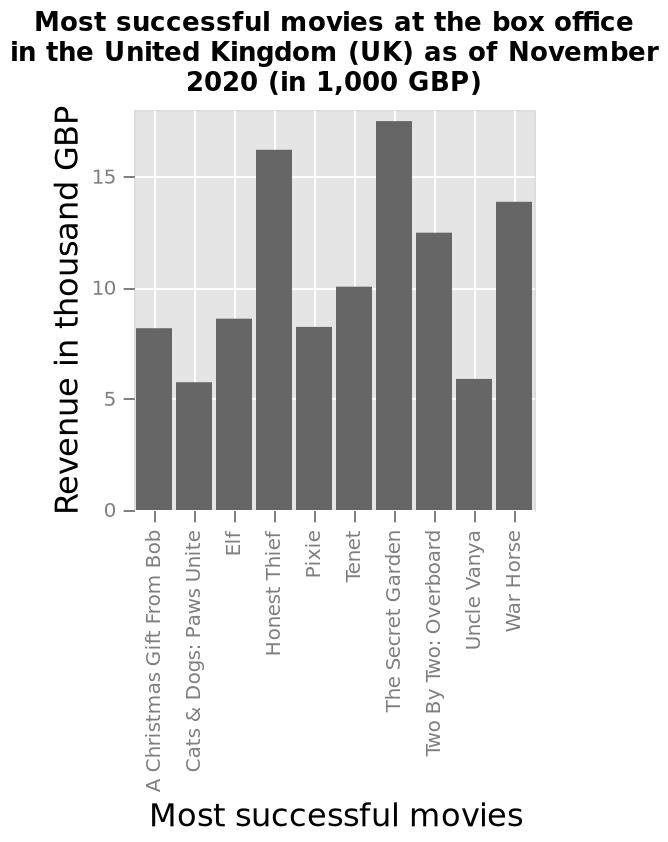 Most successful movies at the box office
in the United Kingdom (UK) as of November
2020 (in 1,000 GBP)
Revenue in thousand GBP
15
10
5
0
A Christmas Gift From Bob
Cats & Dogs: Paws Unite
Elf
Honest Thief
Pixie
Tenet
The Secret Garden
Two By Two: Overboard
Uncle Vanya
War Horse
Most successful movies